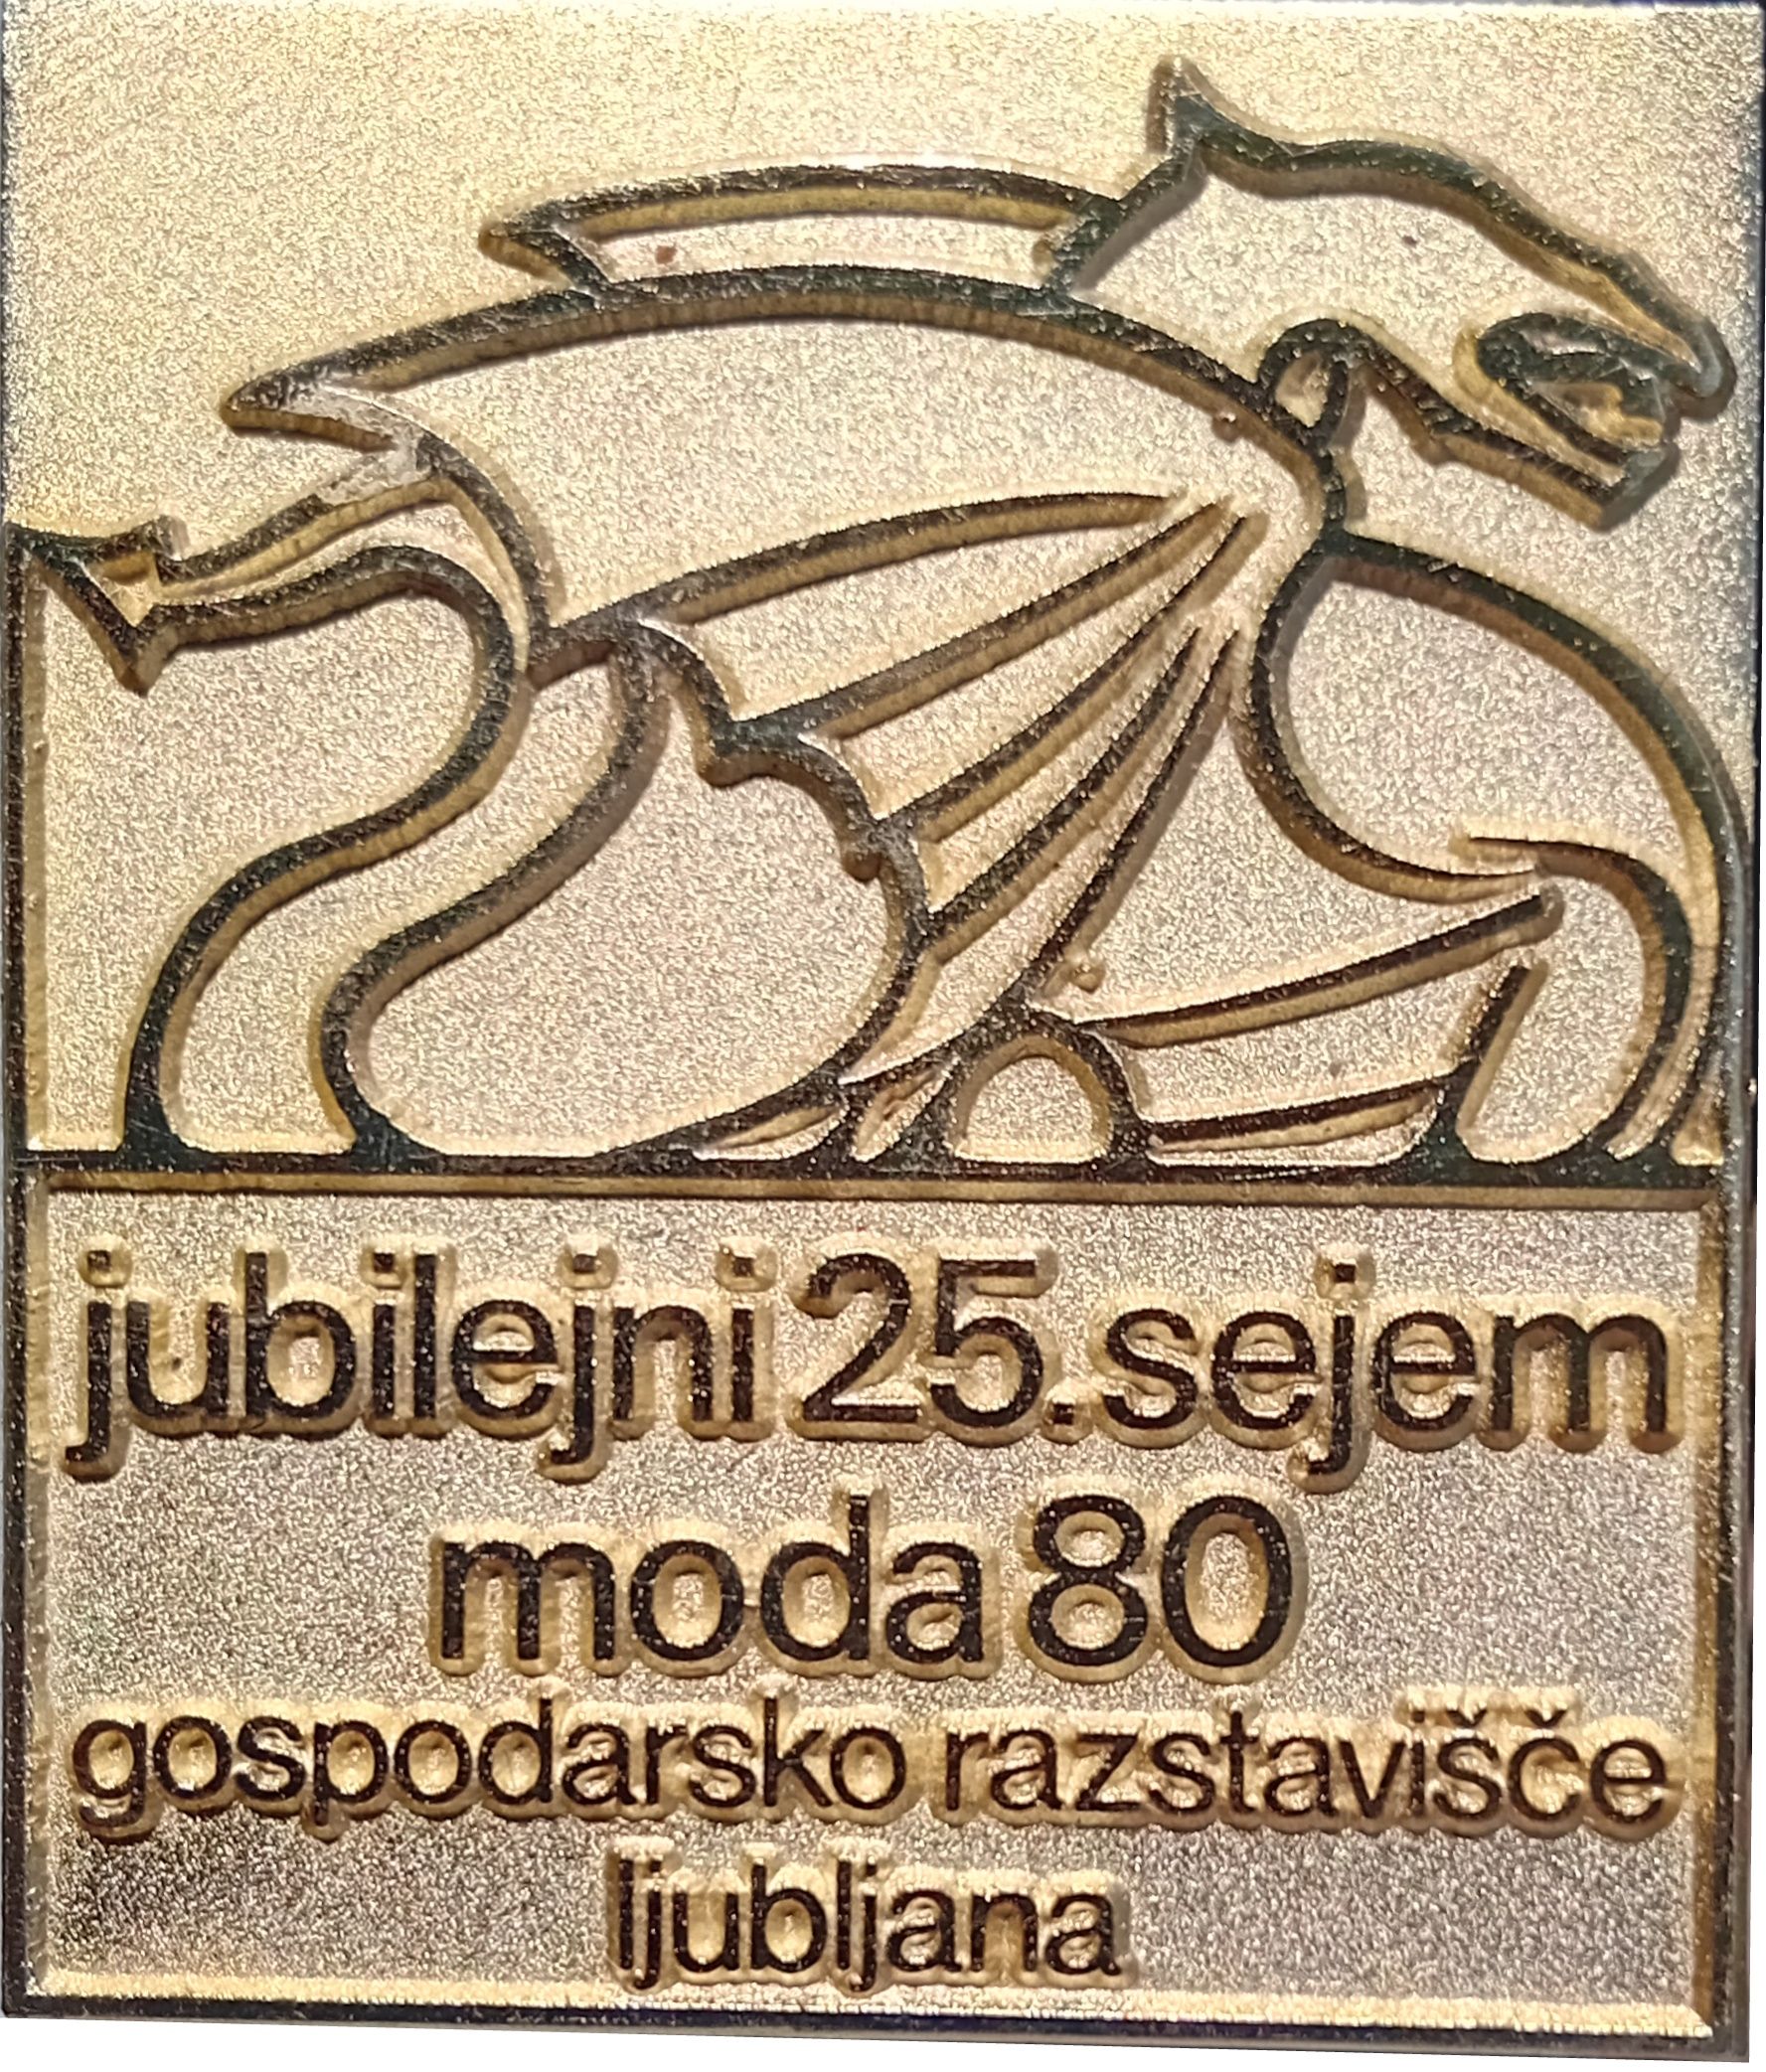 jubilejni 25. sejem
moda 80
gospodarsko razstavišče
ljubljana